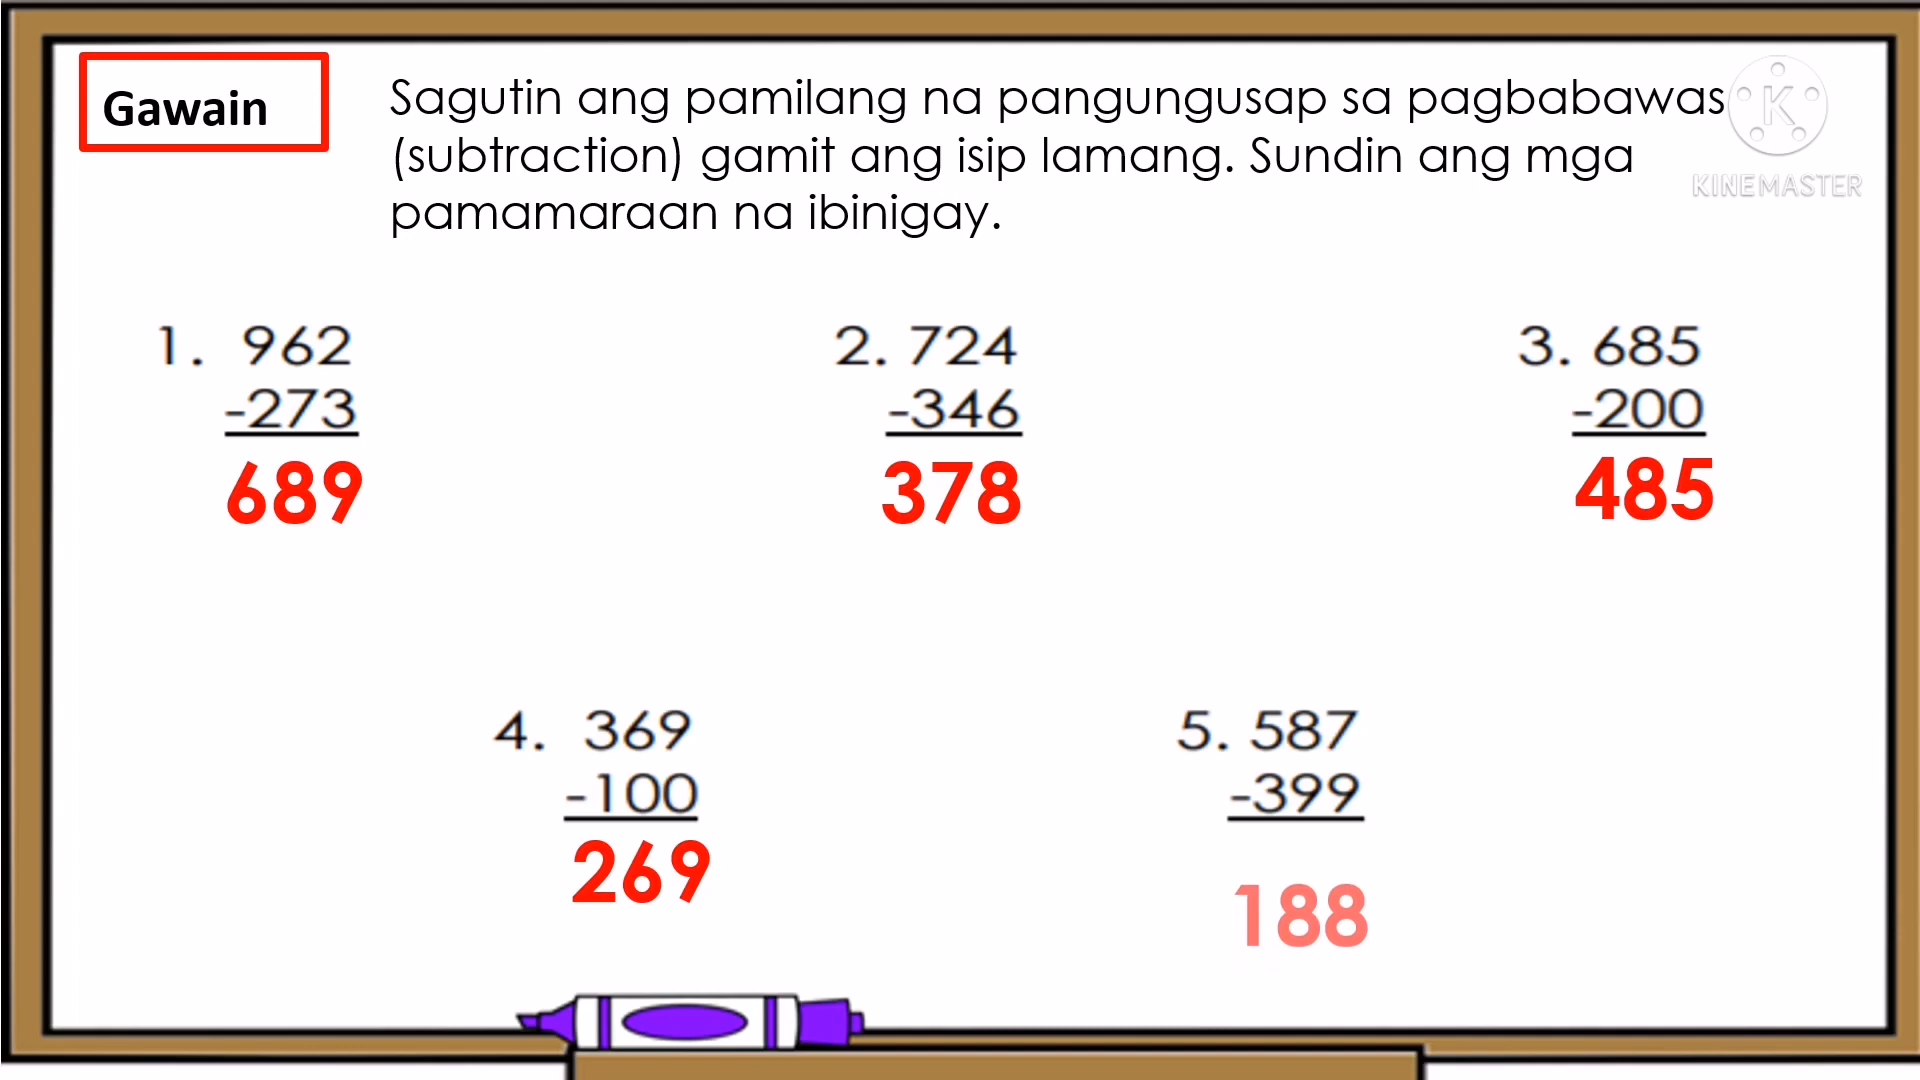 Gawain
Sagutin ang pamilang na pangungusap sa pagbabawas
(subtraction) gamit ang isip lamang. Sundin ang mga
pamamaraan na ibinigay.
K
KINEMASTER
1. 962
-273
689
2. 724
-346
378
3. 685
-200
485
4. 369
-100
269
5. 587
-399
188